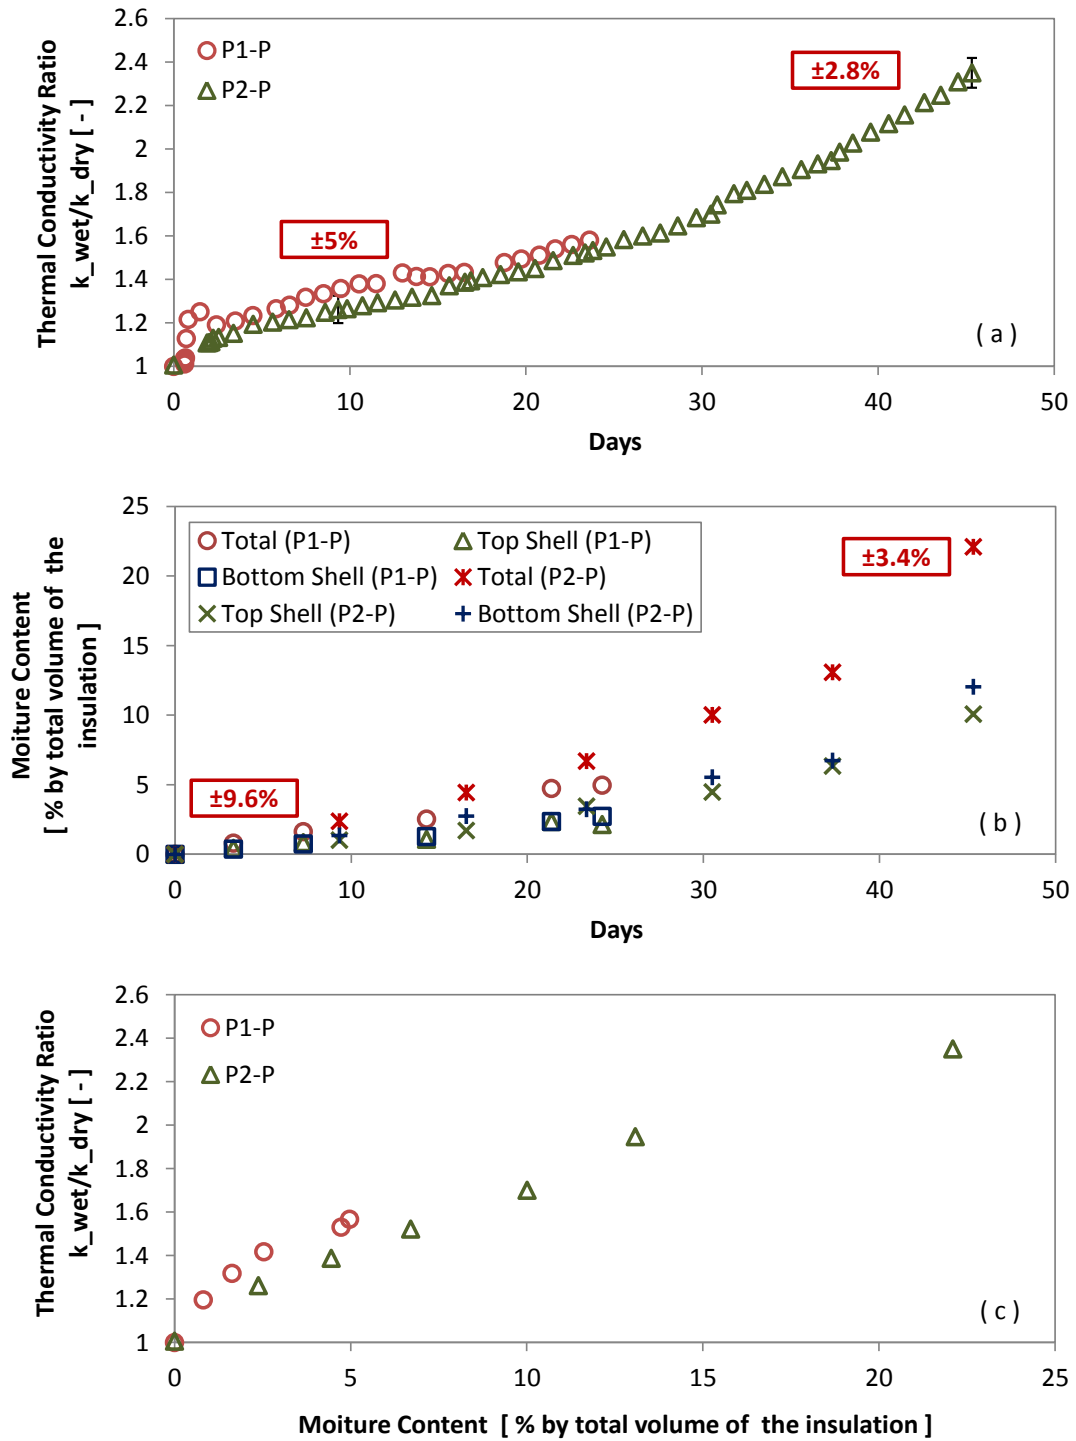 2.6
2.4
2.2
2
1.8
1.6
1.4
1.2
1
Thermal Conductivity Ratio
k_wet/k_dry [ - ]
P1-P
P2-P
±2.8%
±5%
( a )
0
10
20
30
40
50
Days
25
20
15
10
5
0
Moiture Content
[ % by total volume of the
insulation ]
Total (P1-P)
Top Shell (P1-P)
Bottom Shell (P1-P)
Total (P2-P)
Top Shell (P2-P)
Bottom Shell (P2-P)
±3.4%
±9.6%
( b )
0
10
20
30
40
50
Days
2.6
2.4
2.2
2
1.8
1.6
1.4
1.2
1
Thermal Conductivity Ratio
k_wet/k_dry [ - ]
P1-P
P2-P
( c )
0
5
10
15
20
25
Moiture Content [ % by total volume of the insulation ]